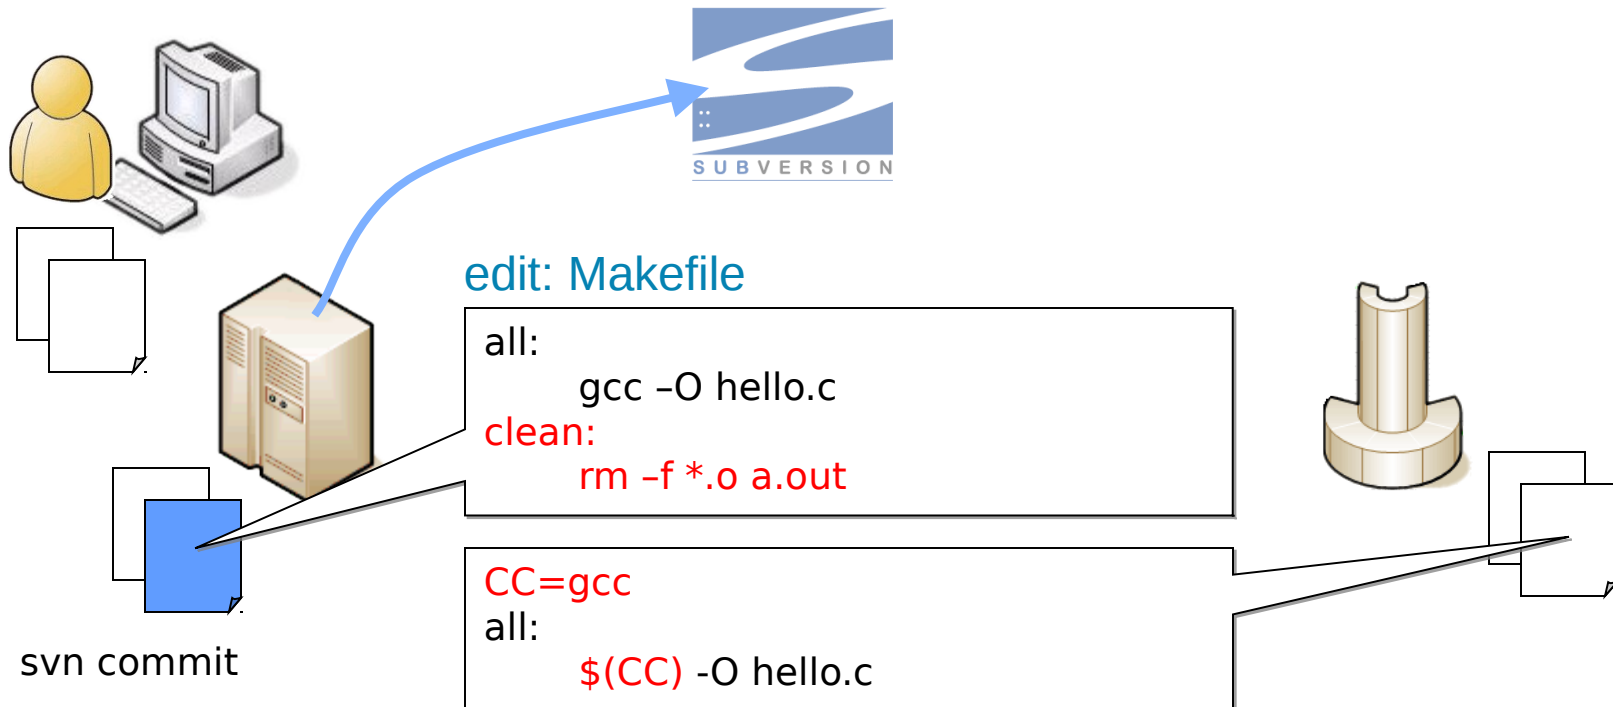 SUBVERSION
edit: Makefile
all:
gcc –O hello.c
clean:
rm –f *.o a.out
CC=gcc
all:
$(CC) -O hello.c
svn commit